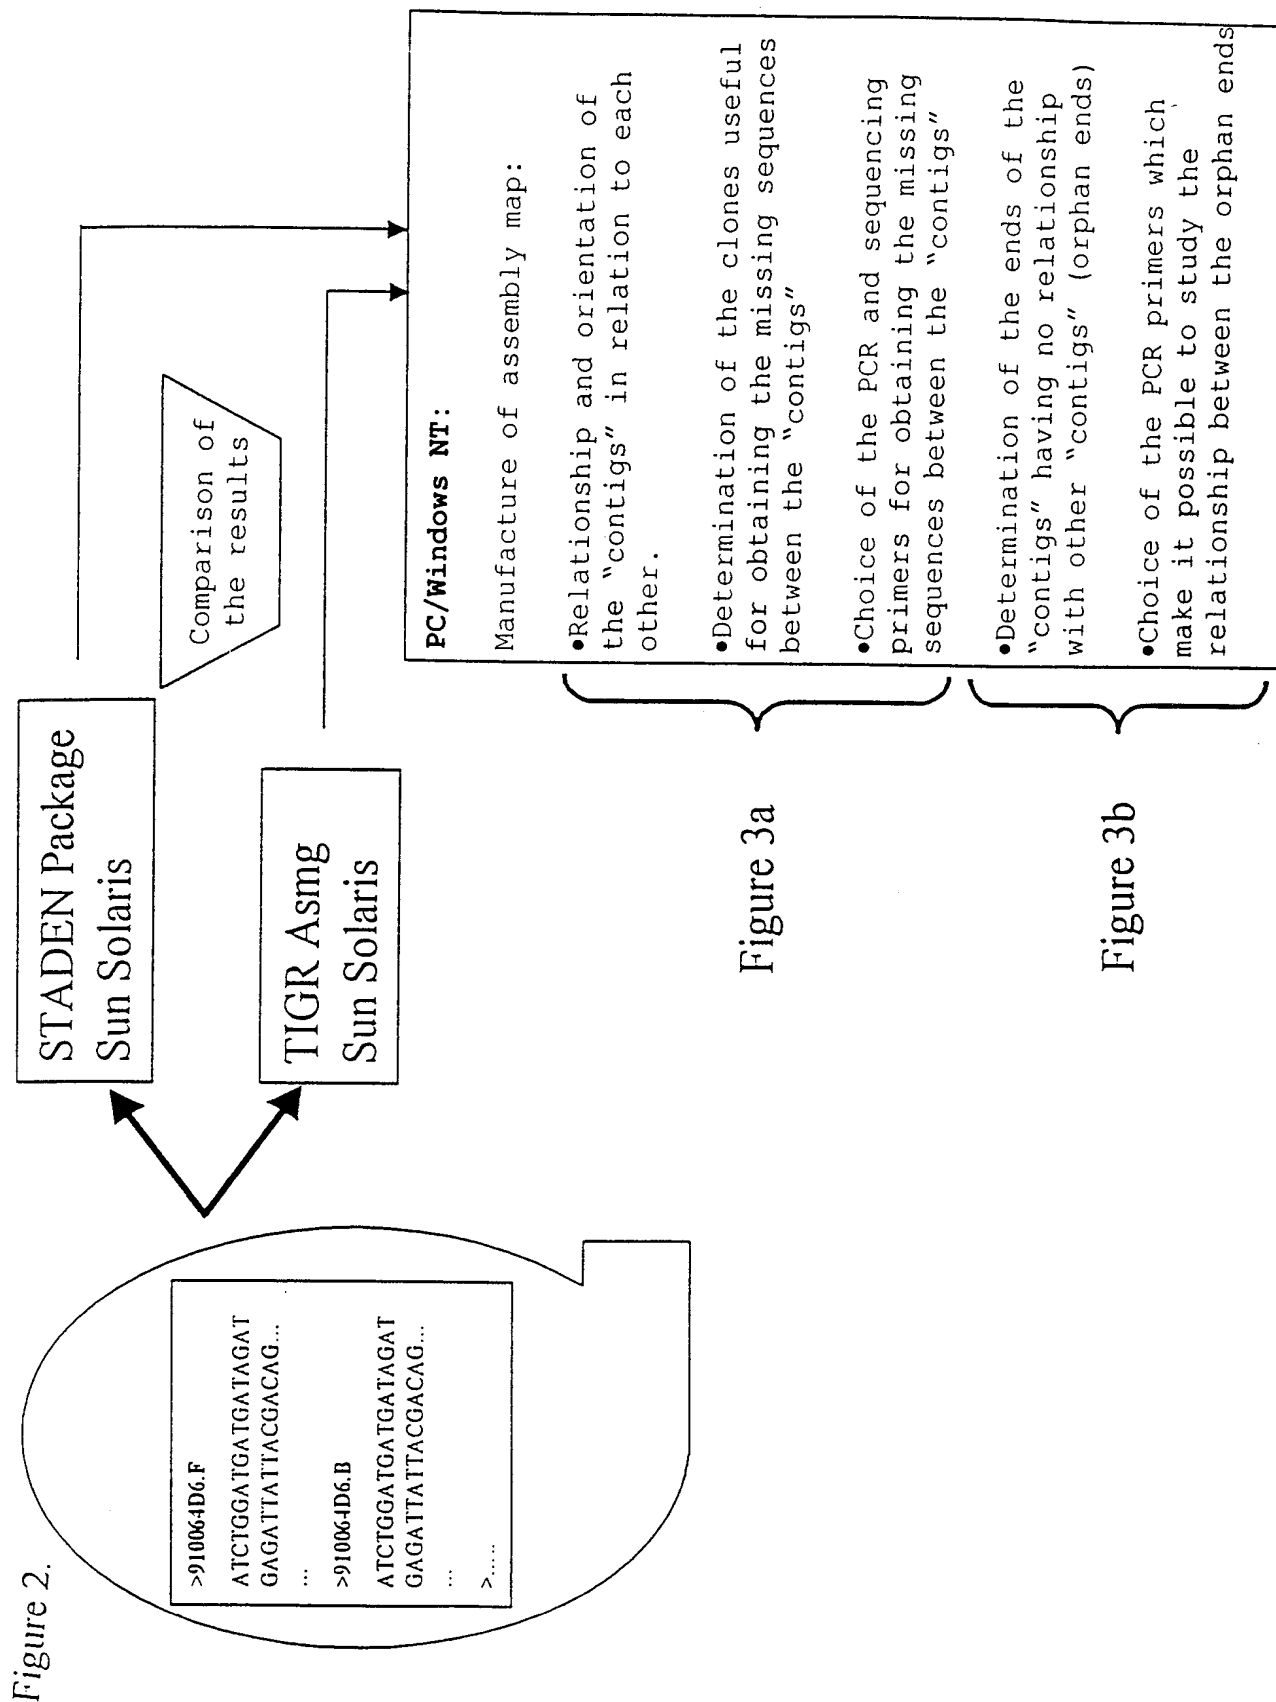 Figure 2.
>910064D6.F
ATCTGGATGATGATAGAT
GAGATTATTACGACAG...
...
>910064D6.B
ATCTGGATGATGATAGAT
GAGATTATTACGACAG...
...
>.....
STADEN Package
Sun Solaris
TIGR Asmg
Sun Solaris
Comparison of
the results
PC/Windows NT:
Manufacture of assembly map:
•Relationship and orientation of
the "contigs" in relation to each
other.
•Determination of the clones useful
for obtaining the missing sequences
between the "contigs"
•Choice of the PCR and sequencing
primers for obtaining the missing
sequences between the "contigs"
•Determination of the ends of the
"contigs" having no relationship
with other "contigs" (orphan ends)
•Choice of the PCR primers which
make it possible to study the
relationship between the orphan ends
Figure 3a
Figure 3b